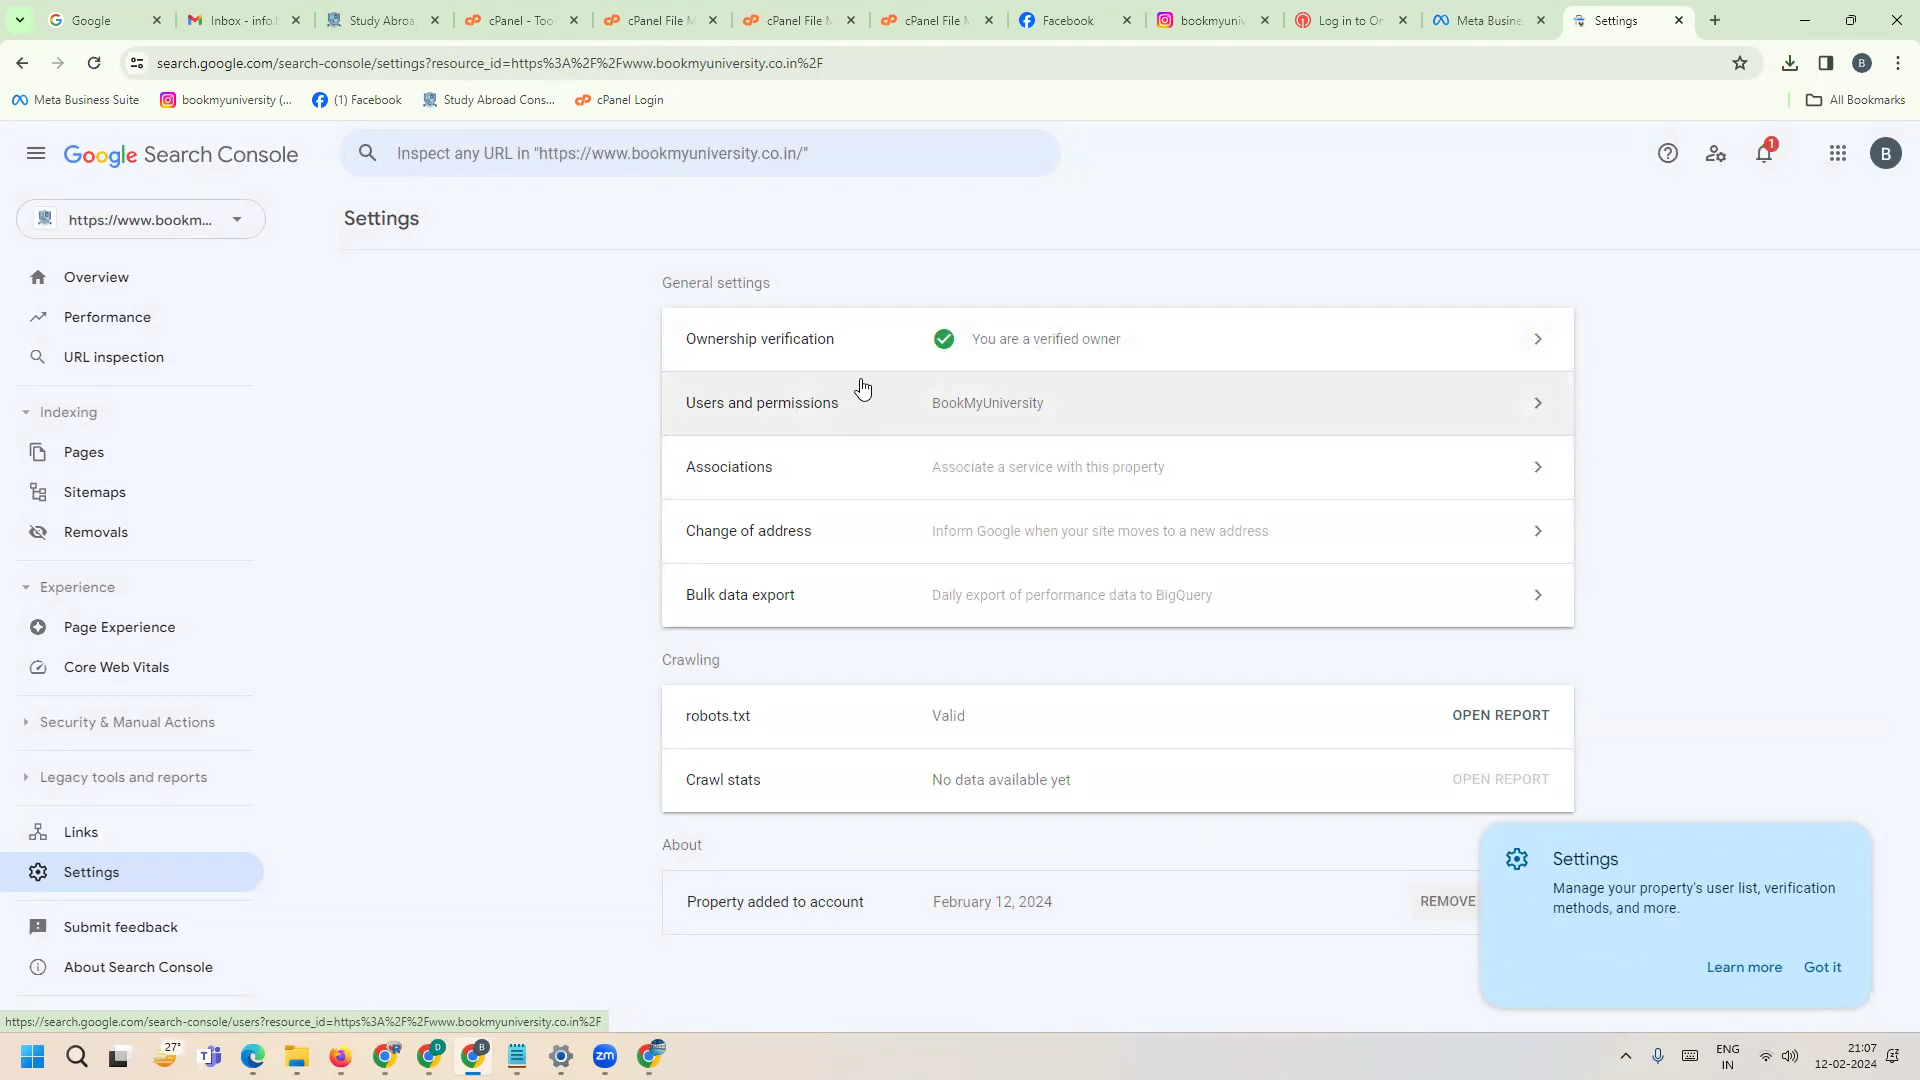 Google
Inbox - info.
Study Abroa
cPanel - Too
cPanel File M
cPanel File M
cPanel File M
Facebook
bookmyuniv
Log in to Or
Meta Busine
Settings
search.google.com/search-console/settings?resource_id=https%3A%2F%2Fwww.bookmyuniversity.co.in%2F
B
Meta Business Suite
bookmyuniversity (...
(1) Facebook
Study Abroad Cons...
cPanel Login
All Bookmarks
Google Search Console
Inspect any URL in "https://www.bookmyuniversity.co.in/"
1
B
https://www.bookm...
Settings
Overview
Performance
URL inspection
Indexing
Pages
Sitemaps
Removals
Experience
Page Experience
Core Web Vitals
Security & Manual Actions
Legacy tools and reports
Links
Settings
Submit feedback
About Search Console
General settings
Ownership verification
You are a verified owner
Users and permissions
BookMyUniversity
Associations
Associate a service with this property
Change of address
Inform Google when your site moves to a new address
Bulk data export
Daily export of performance data to BigQuery
Crawling
robots.txt
Valid
OPEN REPORT
Crawl stats
No data available yet
OPEN REPORT
About
Property added to account
February 12, 2024
REMOVE
Settings
Manage your property's user list, verification
methods, and more.
Learn more
Got it
https://search.google.com/search-console/users?resource_id=https%3A%2F%2Fwww.bookmyuniversity.co.in%2F
27°
D
B
zm
ENG
IN
21:07
12-02-2024